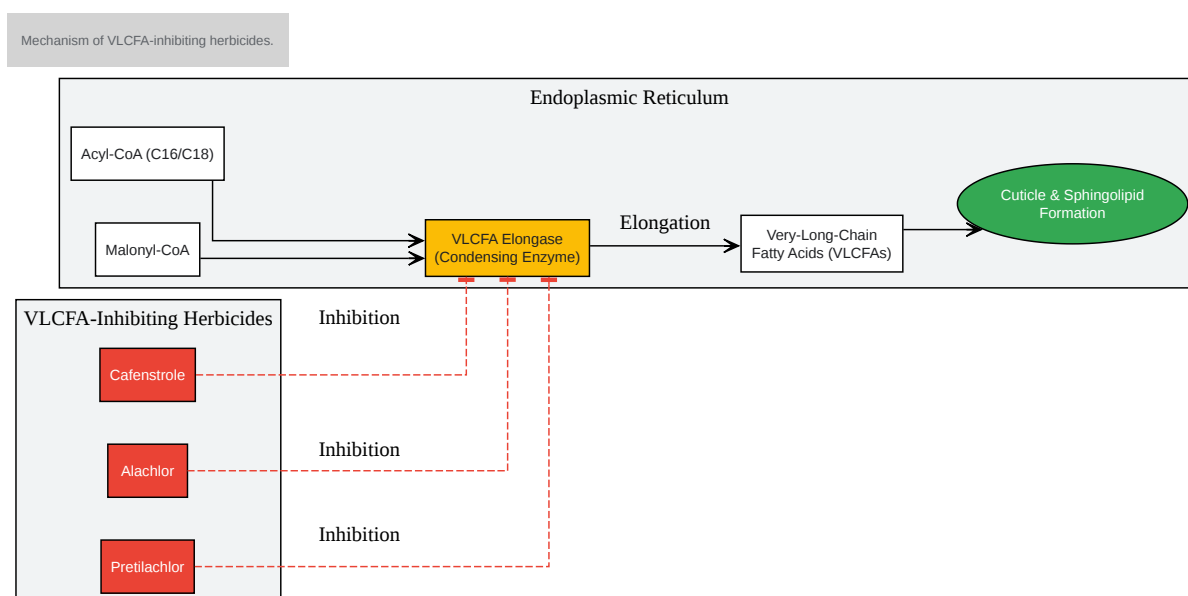 Mechanism of VLCFA-inhibiting herbicides.
Endoplasmic Reticulum
Acyl-CoA (C16/C18)
Malonyl-CoA
VLCFA Elongase
(Condensing Enzyme)
Elongation
Very-Long-Chain
Fatty Acids (VLCFAs)
Cuticle & Sphingolipid
Formation
VLCFA-Inhibiting Herbicides
Inhibition
Cafenstrole
Inhibition
Alachlor
Inhibition
Pretilachlor